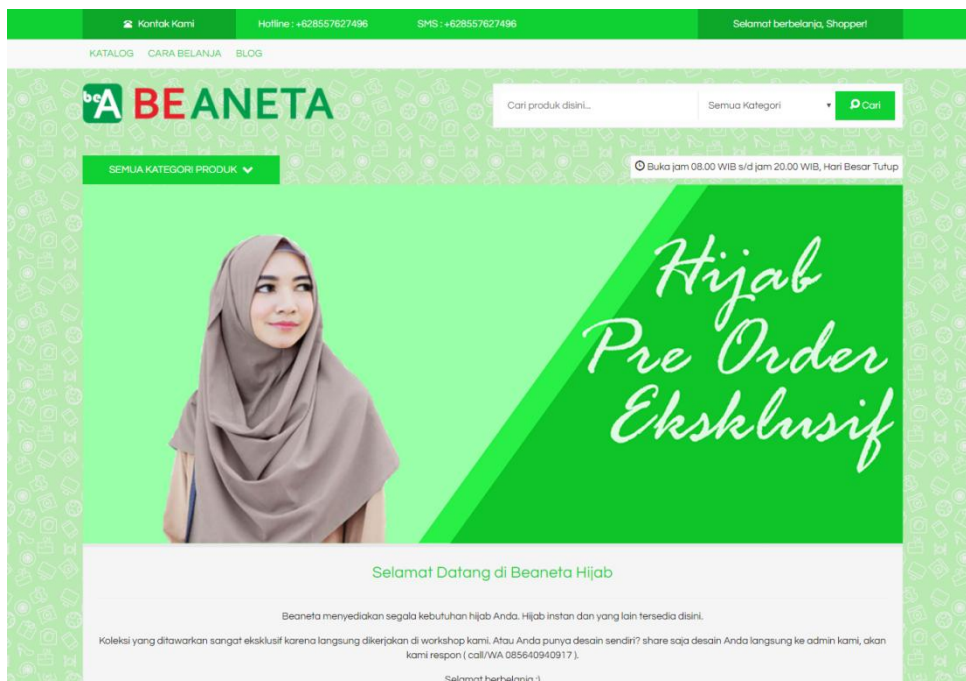 Kontak Kami
Hotline : +628557627496
SMS : +628557627496
Selamat berbelanja, Shopper!
KATALOG
CARA BELANJA
BLOG
beA BEANETA
Cari produk disini...
Semua Kategori
Cari
SEMUA KATEGORI PRODUK
Buka jam 08.00 WIB s/d jam 20.00 WIB, Hari Besar Tutup
Hijab
Pre Order
Eksklusif
Selamat Datang di Beaneta Hijab
Beaneta menyediakan segala kebutuhan hijab Anda. Hijab instan dan yang lain tersedia disini.
Koleksi yang ditawarkan sangat eksklusif karena langsung dikerjakan di workshop kami. Atau Anda punya desain sendiri? share saja desain Anda langsung ke admin kami, akan
kami respon ( call/WA 085640940917 ).
Selamat berbelanja :)